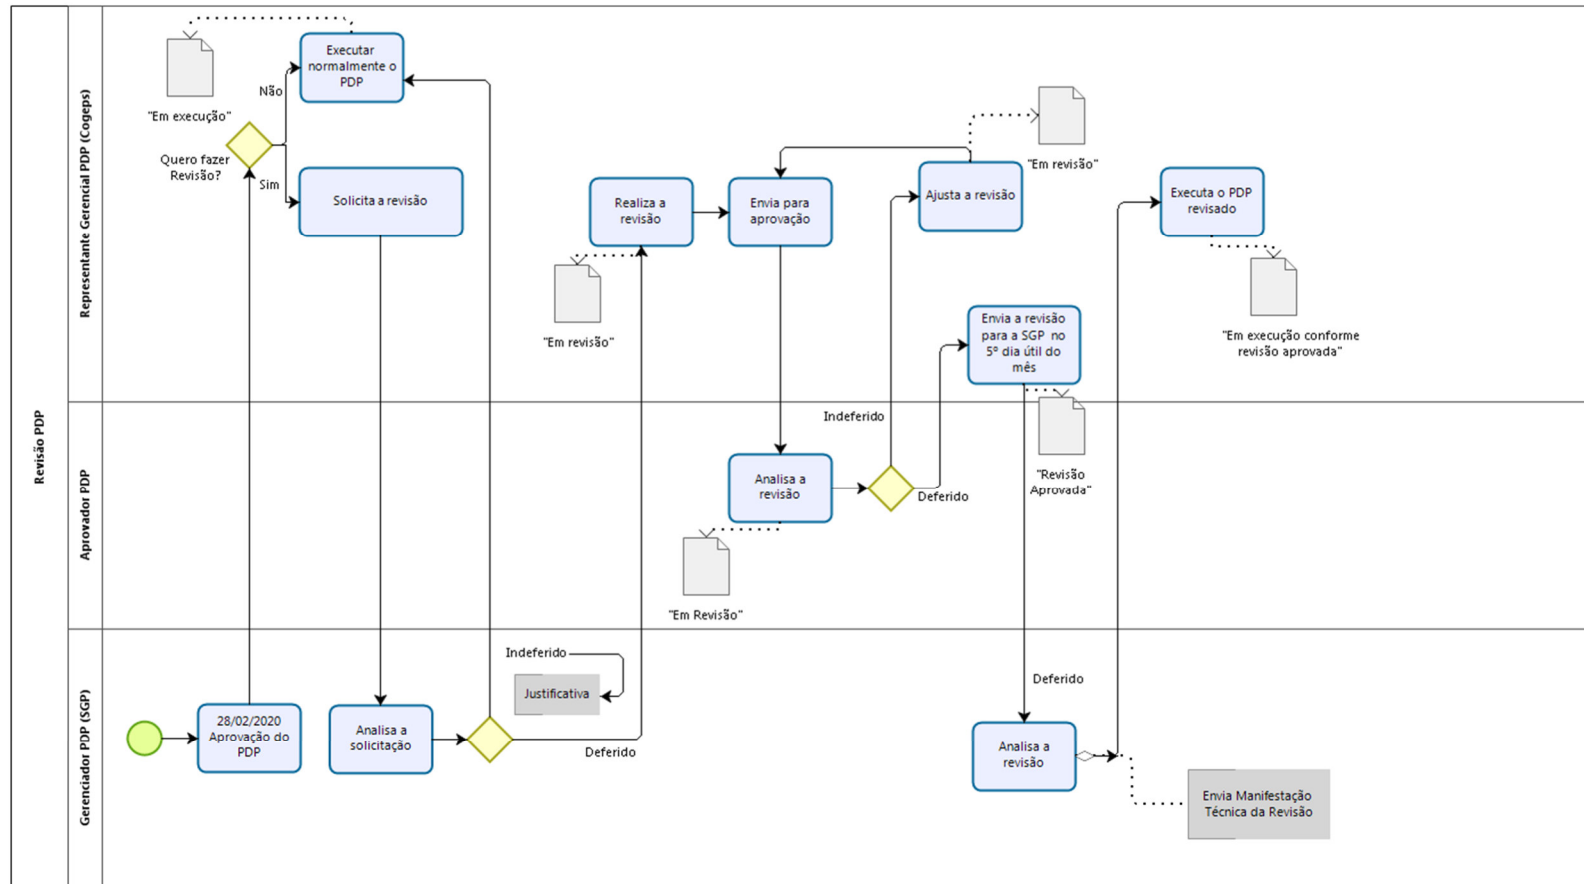 Revisão PDP
Representante Gerencial PDP (Cogeps)
"Em execução"
Executar
normalmente o
PDP
Não
Quero fazer
Revisão?
Sim
Solicita a revisão
Realiza a
revisão
"Em revisão"
Envia para
aprovação
Ajusta a revisão
"Em revisão"
Envia a revisão
para a SGP no
5º dia útil do
mês
Executa o PDP
revisado
"Em execução conforme
revisão aprovada"
Aprovador PDP
Indeferido
Analisa a
revisão
Deferido
"Revisão
Aprovada"
"Em Revisão"
Gerenciador PDP (SGP)
28/02/2020
Aprovação do
PDP
Analisa a
solicitação
Indeferido
Justificativa
Deferido
Deferido
Analisa a
revisão
Envia Manifestação
Técnica da Revisão